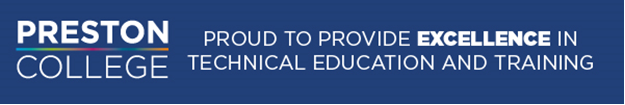 PRESTON
COLLEGE
PROUD TO PROVIDE EXCELLENCE IN
TECHNICAL EDUCATION AND TRAINING